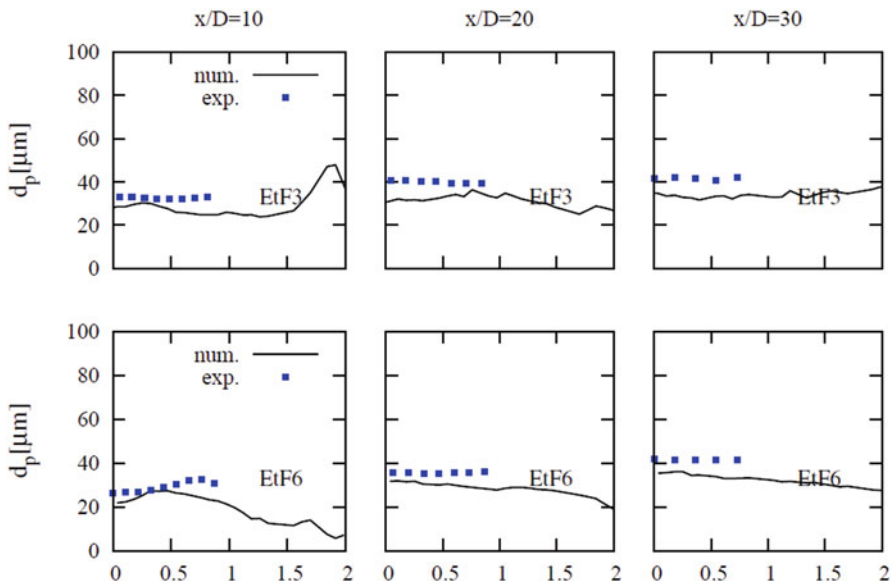 x/D=10 x/D=20 x/D=30
100
80
60
40
20
0
dp[μm]
num.
exp.
EtF3
EtF3
EtF3
100
80
60
40
20
0
dp[μm]
num.
exp.
EtF6
EtF6
EtF6
0 0.5 1 1.5 2 0 0.5 1 1.5 2 0 0.5 1 1.5 2